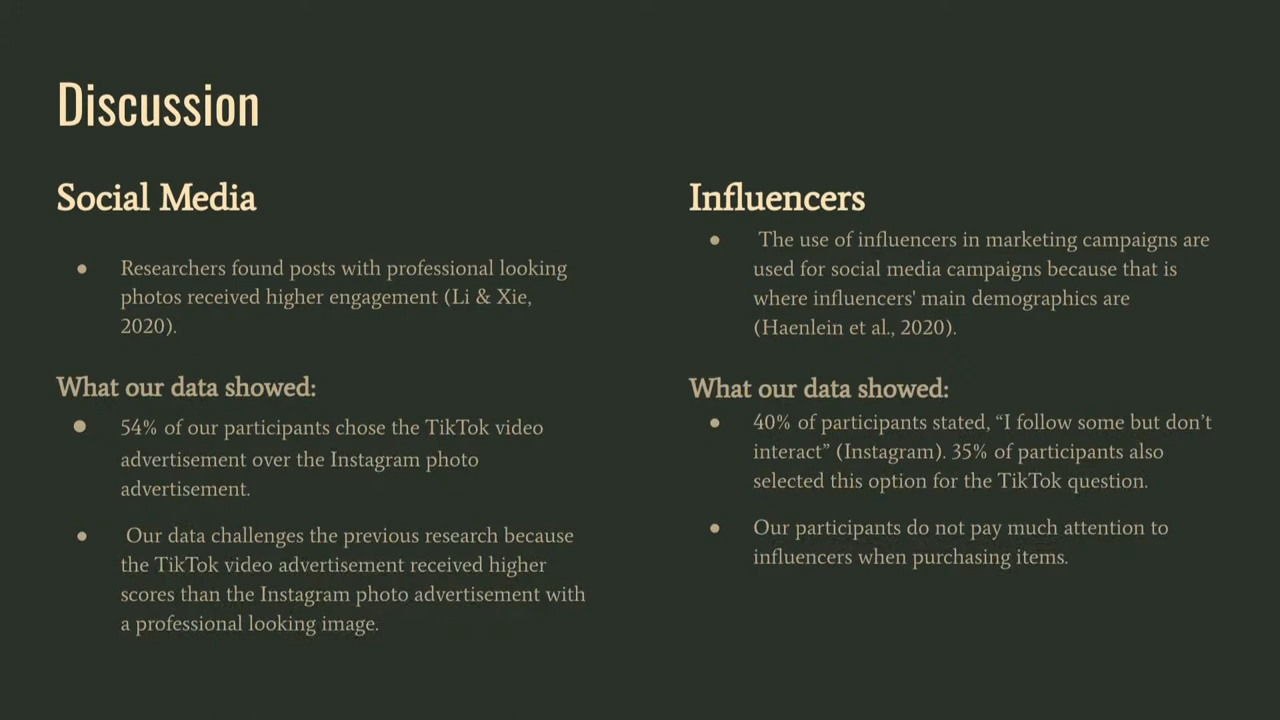 Discussion
Social Media
● Researchers found posts with professional looking
photos received higher engagement (Li & Xie,
2020).
What our data showed:
● 54% of our participants chose the TikTok video
advertisement over the Instagram photo
advertisement.
● Our data challenges the previous research because
the TikTok video advertisement received higher
scores than the Instagram photo advertisement with
a professional looking image.
Influencers
● The use of influencers in marketing campaigns are
used for social media campaigns because that is
where influencers' main demographics are
(Haenlein et al., 2020).
What our data showed:
● 40% of participants stated, “I follow some but don’t
interact” (Instagram). 35% of participants also
selected this option for the TikTok question.
● Our participants do not pay much attention to
influencers when purchasing items.